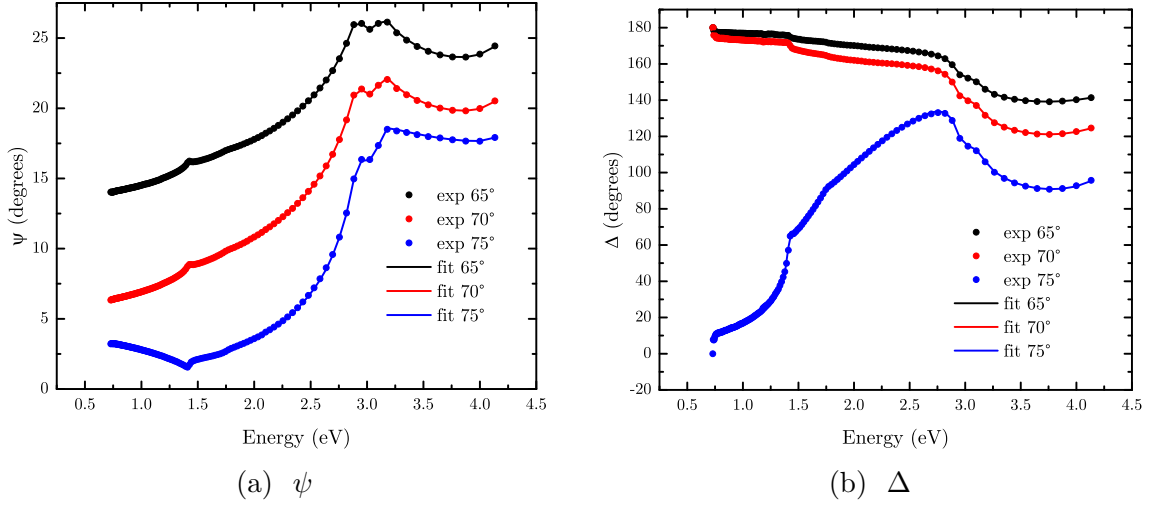 25
20
15
10
5
0
Ψ (degrees)
exp 65°
exp 70°
exp 75°
fit 65°
fit 70°
fit 75°
0.5 1.0 1.5 2.0 2.5 3.0 3.5 4.0 4.5
Energy (eV)
(a) ψ
180
160
140
120
100
80
60
40
20
0
-20
Δ (degrees)
exp 65°
exp 70°
exp 75°
fit 65°
fit 70°
fit 75°
0.5 1.0 1.5 2.0 2.5 3.0 3.5 4.0 4.5
Energy (eV)
(b) Δ